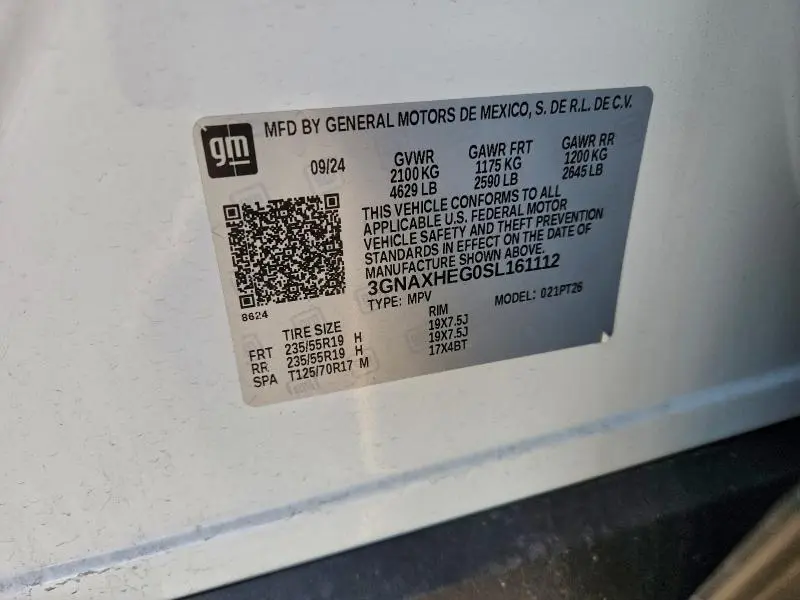 gm
MFD BY GENERAL MOTORS DE MEXICO, S. DE R.L. DE C.V.
09/24 GVWR GAWR FRT GAWR RR
2100 KG 1175 KG 1200 KG
4629 LB 2590 LB 2645 LB
THIS VEHICLE CONFORMS TO ALL
APPLICABLE U.S. FEDERAL MOTOR
VEHICLE SAFETY AND THEFT PREVENTION
STANDARDS IN EFFECT ON THE DATE OF
MANUFACTURE SHOWN ABOVE.
3GNAXHEG0SL161112
TYPE: MPV MODEL: 021PT26
8624
TIRE SIZE RIM
FRT 235/55R19 H 19X7.5J
RR 235/55R19 H 19X7.5J
SPA T125/70R17 M 17X4BT